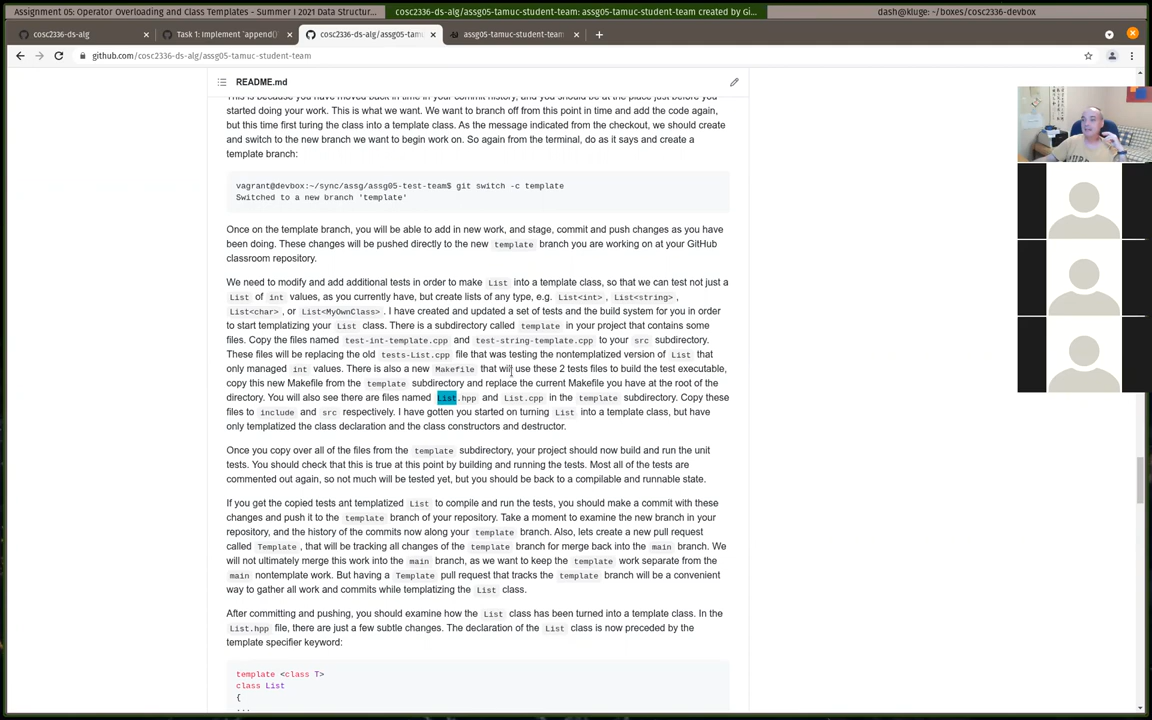 Assignment 05: Operator Overloading and Class Templates - Summer I 2021 Data Structur...
cosc2336-ds-alg/assg05-tamuc-student-team: assg05-tamuc-student-team created by Gi...
dash@kluge: ~/boxes/cosc2336-devbox
cosc2336-ds-alg
Task 1: Implement `append()`
cosc2336-ds-alg/assg05-tam
assg05-tamuc-student-team:
github.com/cosc2336-ds-alg/assg05-tamuc-student-team
README.md
This is because you have moved back in time in your commit history, and you should be at the place just before you
started doing your work. This is what we want. We want to branch off from this point in time and add the code again,
but this time first turing the class into a template class. As the message indicated from the checkout, we should create
and switch to the new branch we want to begin work on. So again from the terminal, do as it says and create a
template branch:
vagrant@devbox:~/sync/assg/assg05-test-team$ git switch -c template
Switched to a new branch 'template'
Once on the template branch, you will be able to add in new work, and stage, commit and push changes as you have
been doing. These changes will be pushed directly to the new template branch you are working on at your GitHub
classroom repository.
We need to modify and add additional tests in order to make List into a template class, so that we can test not just a
List of int values, as you currently have, but create lists of any type, e.g. List<int>, List<string>,
List<char>, or List<MyOwnClass>. I have created and updated a set of tests and the build system for you in order
to start templatizing your List class. There is a subdirectory called template in your project that contains some
files. Copy the files named test-int-template.cpp and test-string-template.cpp to your src subdirectory.
These files will be replacing the old tests-List.cpp file that was testing the nontemplatized version of List that
only managed int values. There is also a new Makefile that will use these 2 tests files to build the test executable,
copy this new Makefile from the template subdirectory and replace the current Makefile you have at the root of the
directory. You will also see there are files named List.hpp and List.cpp in the template subdirectory. Copy these
files to include and src respectively. I have gotten you started on turning List into a template class, but have
only templatized the class declaration and the class constructors and destructor.
Once you copy over all of the files from the template subdirectory, your project should now build and run the unit
tests. You should check that this is true at this point by building and running the tests. Most all of the tests are
commented out again, so not much will be tested yet, but you should be back to a compilable and runnable state.
If you get the copied tests ant templatized List to compile and run the tests, you should make a commit with these
changes and push it to the template branch of your repository. Take a moment to examine the new branch in your
repository, and the history of the commits now along your template branch. Also, lets create a new pull request
called Template, that will be tracking all changes of the template branch for merge back into the main branch. We
will not ultimately merge this work into the main branch, as we want to keep the template work separate from the
main nontemplate work. But having a Template pull request that tracks the template branch will be a convenient
way to gather all work and commits while templatizing the List class.
After committing and pushing, you should examine how the List class has been turned into a template class. In the
List.hpp file, there are just a few subtle changes. The declaration of the List class is now preceded by the
template specifier keyword:
template <class T>
class List
{
...